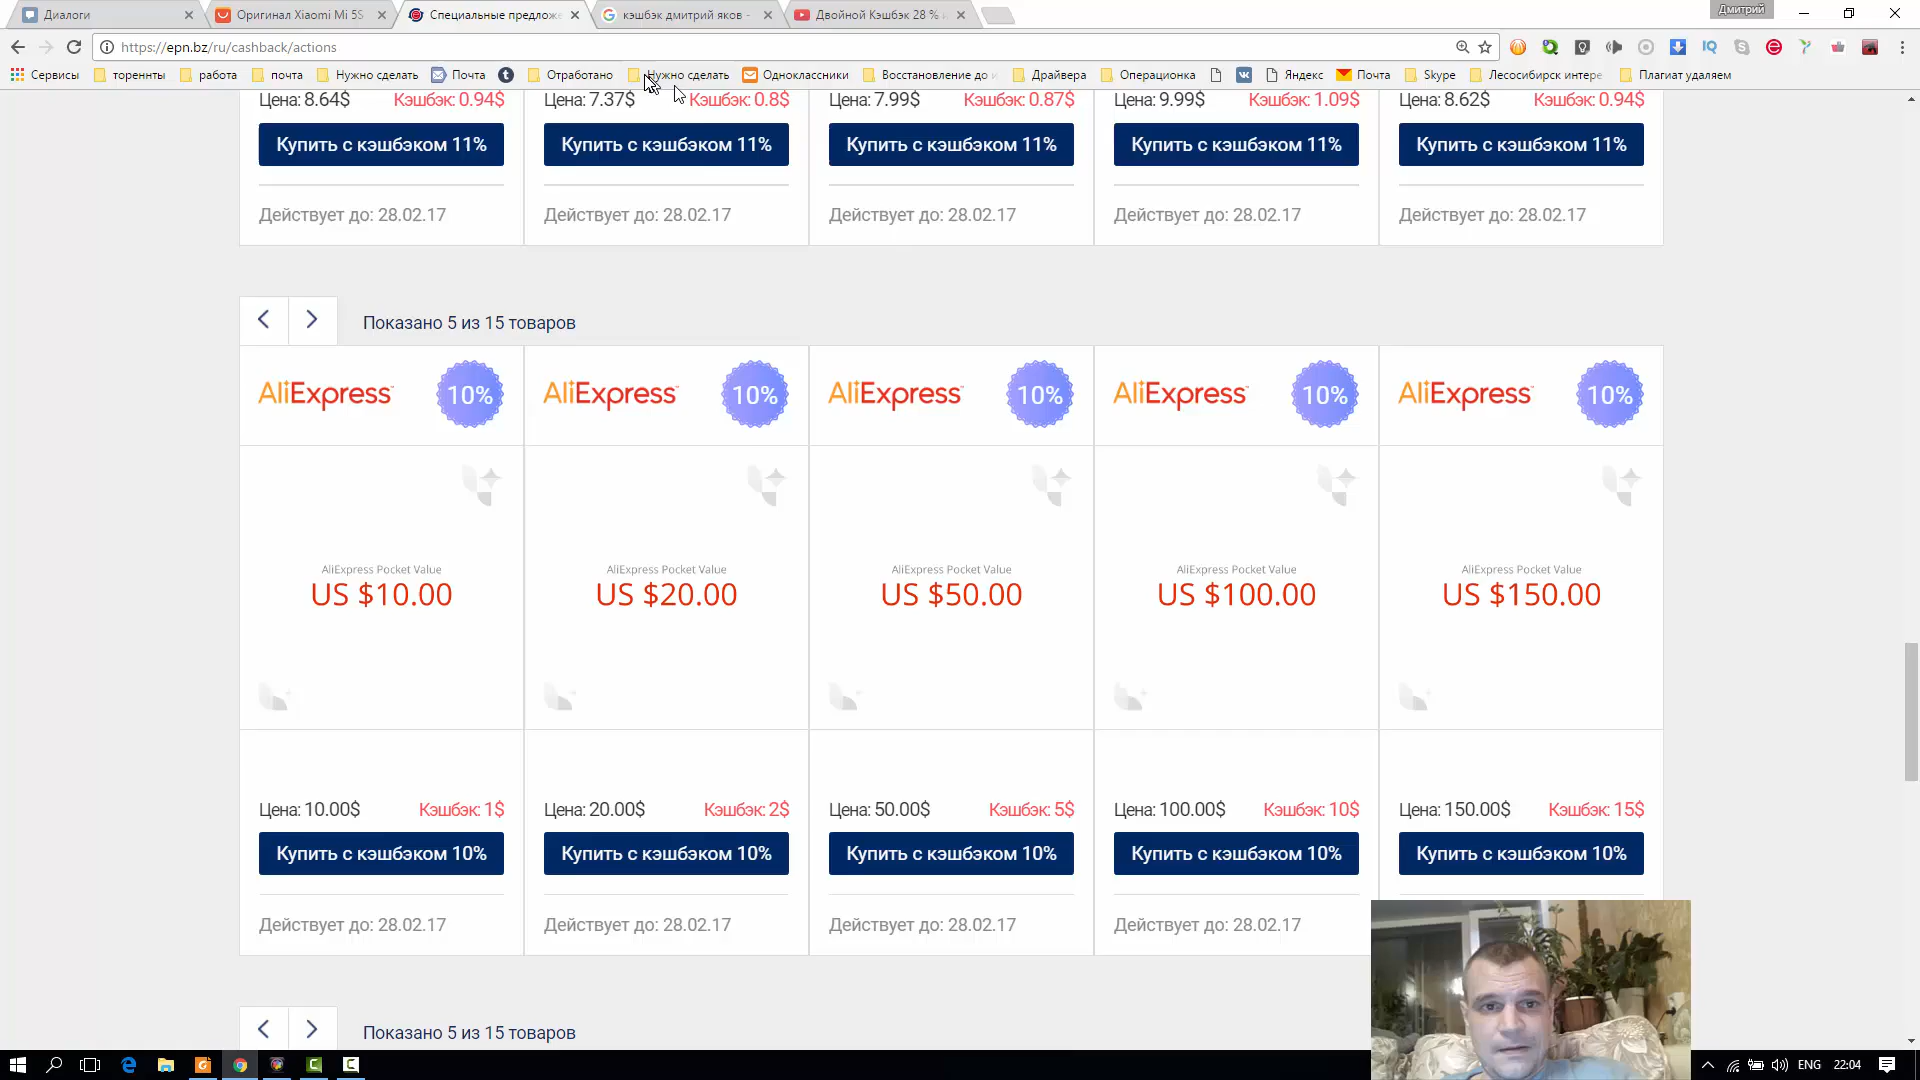 Диалоги
Оригинал Xiaomi Mi 5S
Специальные предлож
кэшбэк дмитрий яков -
Двойной Кэшбэк 28 %
Дмитрий
https://epn.bz/ru/cashback/actions
Сервисы
тореннты
работа
почта
Нужно сделать
Почта
Отработано
Нужно сделать
Одноклассники
Восстановление до
Драйвера
Операционка
Яндекс
Почта
Skype
Лесосибирск интере
Плагиат удаляем
Цена: 8.64$ Кэшбэк: 0.94$
Цена: 7.37$ Кэшбэк: 0.8$
Цена: 7.99$ Кэшбэк: 0.87$
Цена: 9.99$ Кэшбэк: 1.09$
Цена: 8.62$ Кэшбэк: 0.94$
Купить с кэшбэком 11%
Купить с кэшбэком 11%
Купить с кэшбэком 11%
Купить с кэшбэком 11%
Купить с кэшбэком 11%
Действует до: 28.02.17
Действует до: 28.02.17
Действует до: 28.02.17
Действует до: 28.02.17
Действует до: 28.02.17
Показано 5 из 15 товаров
AliExpress 10%
AliExpress 10%
AliExpress 10%
AliExpress 10%
AliExpress 10%
AliExpress Pocket Value
US $10.00
AliExpress Pocket Value
US $20.00
AliExpress Pocket Value
US $50.00
AliExpress Pocket Value
US $100.00
AliExpress Pocket Value
US $150.00
Цена: 10.00$ Кэшбэк: 1$
Цена: 20.00$ Кэшбэк: 2$
Цена: 50.00$ Кэшбэк: 5$
Цена: 100.00$ Кэшбэк: 10$
Цена: 150.00$ Кэшбэк: 15$
Купить с кэшбэком 10%
Купить с кэшбэком 10%
Купить с кэшбэком 10%
Купить с кэшбэком 10%
Купить с кэшбэком 10%
Действует до: 28.02.17
Действует до: 28.02.17
Действует до: 28.02.17
Действует до: 28.02.17
Показано 5 из 15 товаров
ENG
22:04